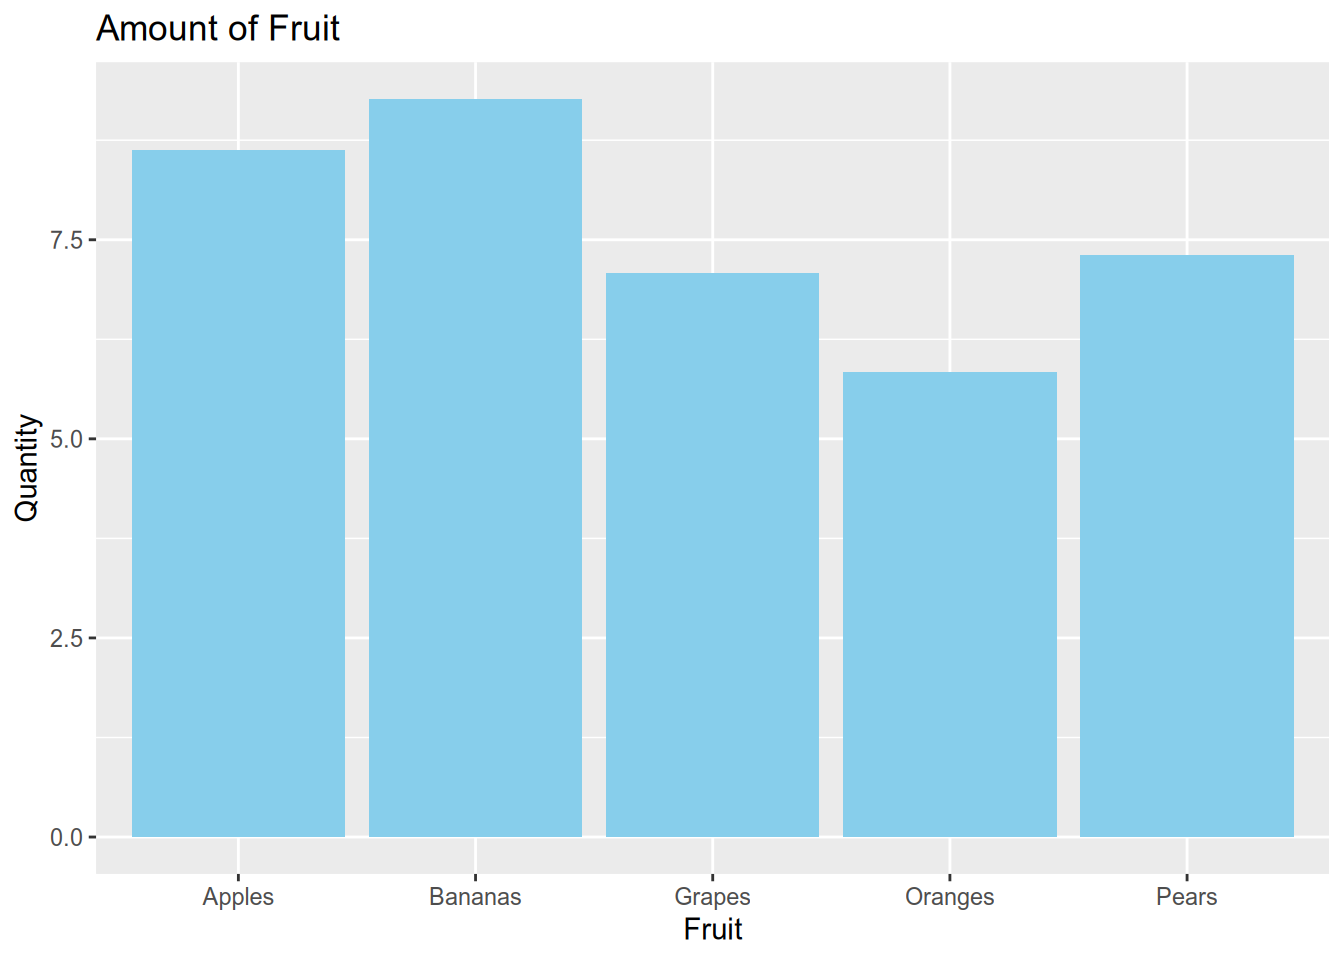 Amount of Fruit
Quantity
7.5
5.0
2.5
0.0
Apples Bananas Grapes Oranges Pears
Fruit